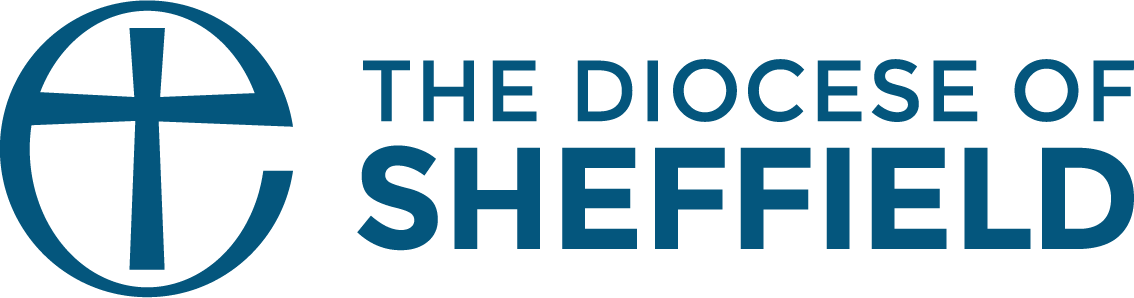 THE DIOCESE OF
SHEFFIELD